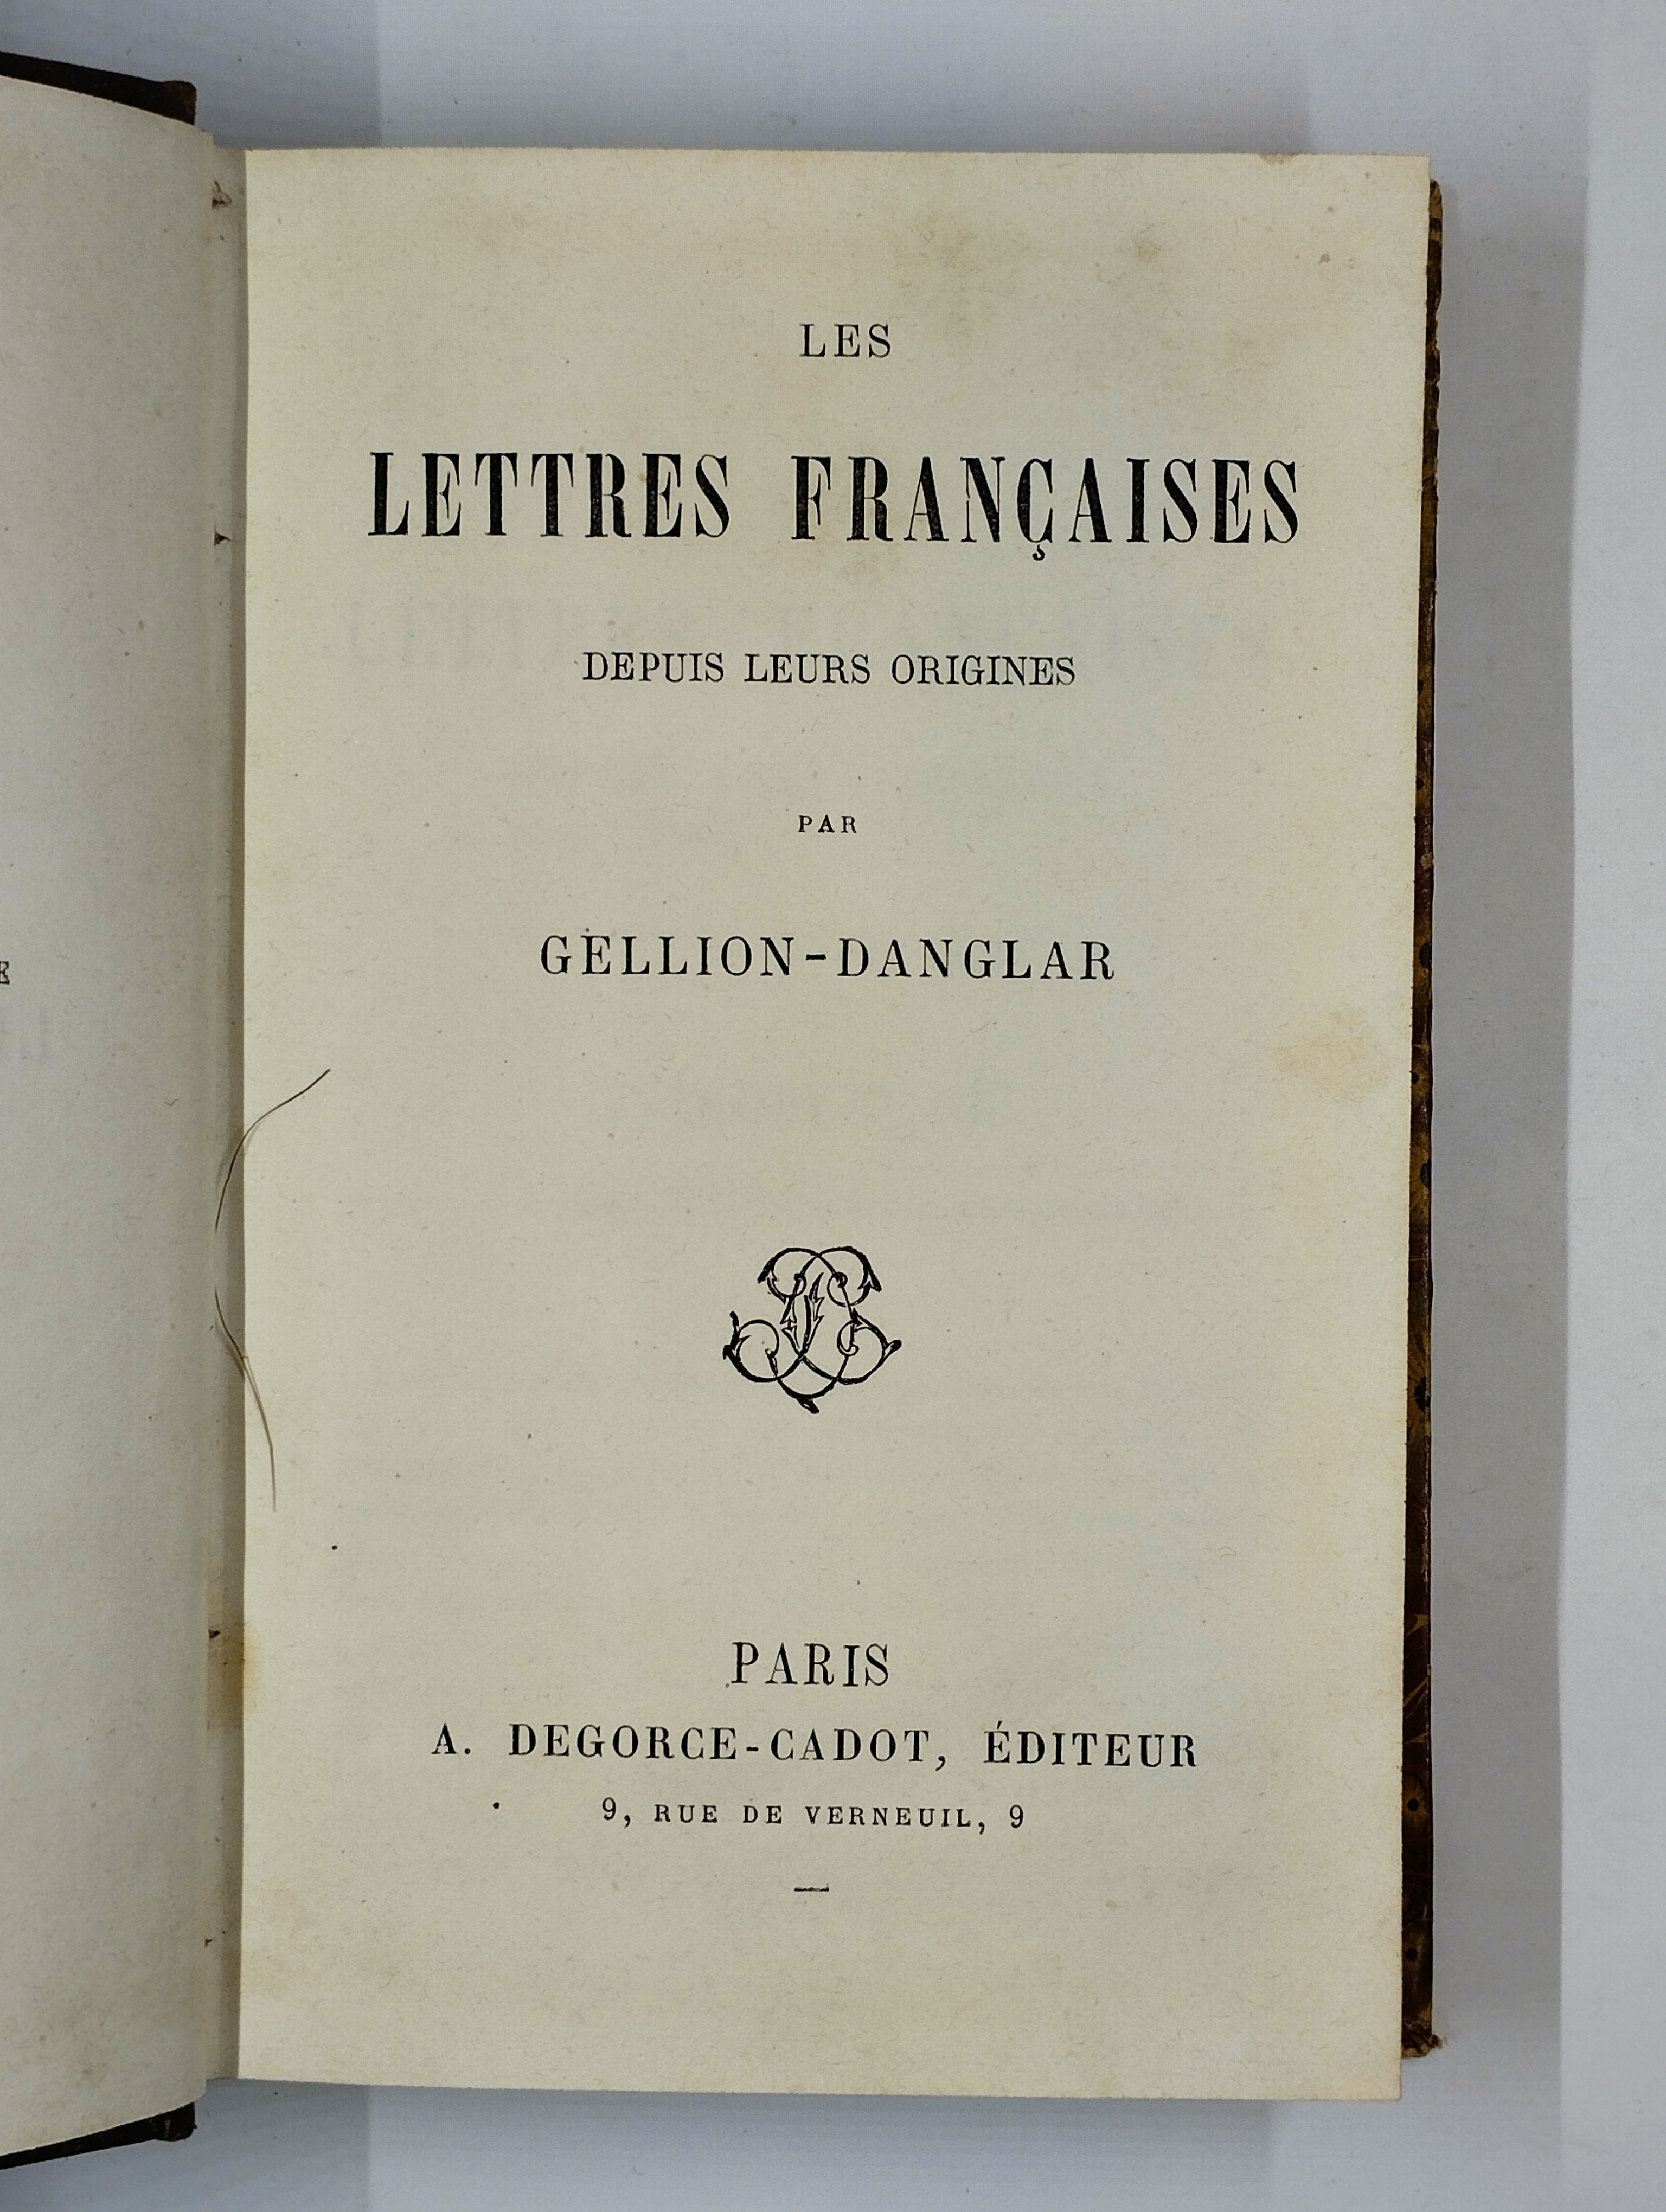 LES
LETTRES FRANÇAISES
DEPUIS LEURS ORIGINES
PAR
GELLION-DANGLAR
PARIS
A. DEGORCE-CADOT, ÉDITEUR
9, RUE DE VERNEUIL, 9